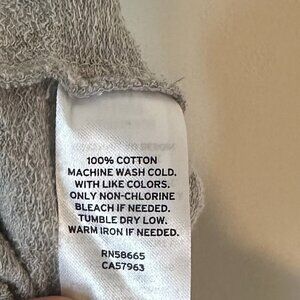 100% COTTON
MACHINE WASH COLD.
WITH LIKE COLORS.
ONLY NON-CHLORINE
BLEACH IF NEEDED.
TUMBLE DRY LOW.
WARM IRON IF NEEDED.
RN58665
CA57963